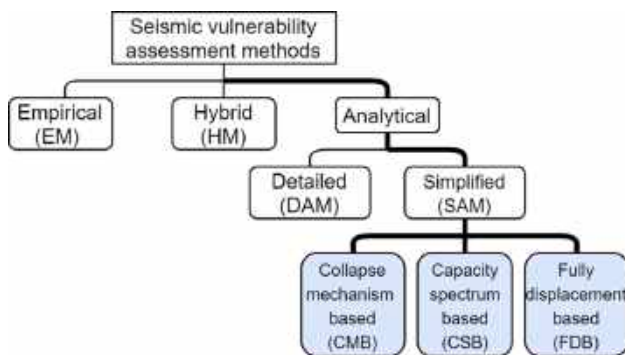 Seismic vulnerability
assessment methods
Empirical
(EM)
Hybrid
(HM)
Analytical
Detailed
(DAM)
Simplified
(SAM)
Collapse
mechanism
based
(CMB)
Capacity
spectrum
based
(CSB)
Fully
displacement
based
(FDB)